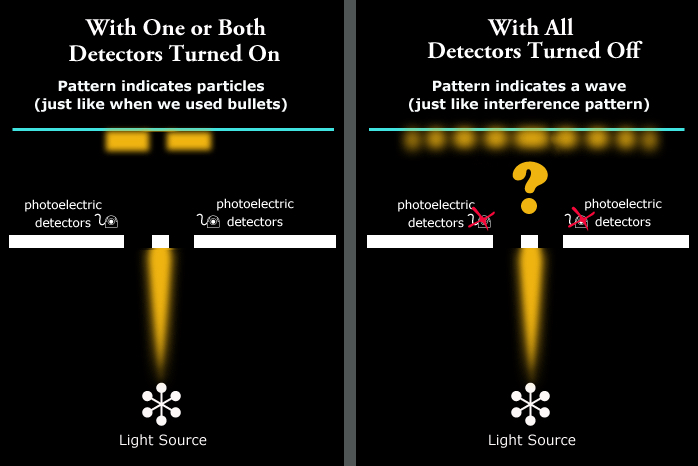 With One or Both
Detectors Turned On
Pattern indicates particles
(just like when we used bullets)
photoelectric
detectors
photoelectric
detectors
Light Source
With All
Detectors Turned Off
Pattern indicates a wave
(just like interference pattern)
?
photoelectric
detectors
photoelectric
detectors
Light Source